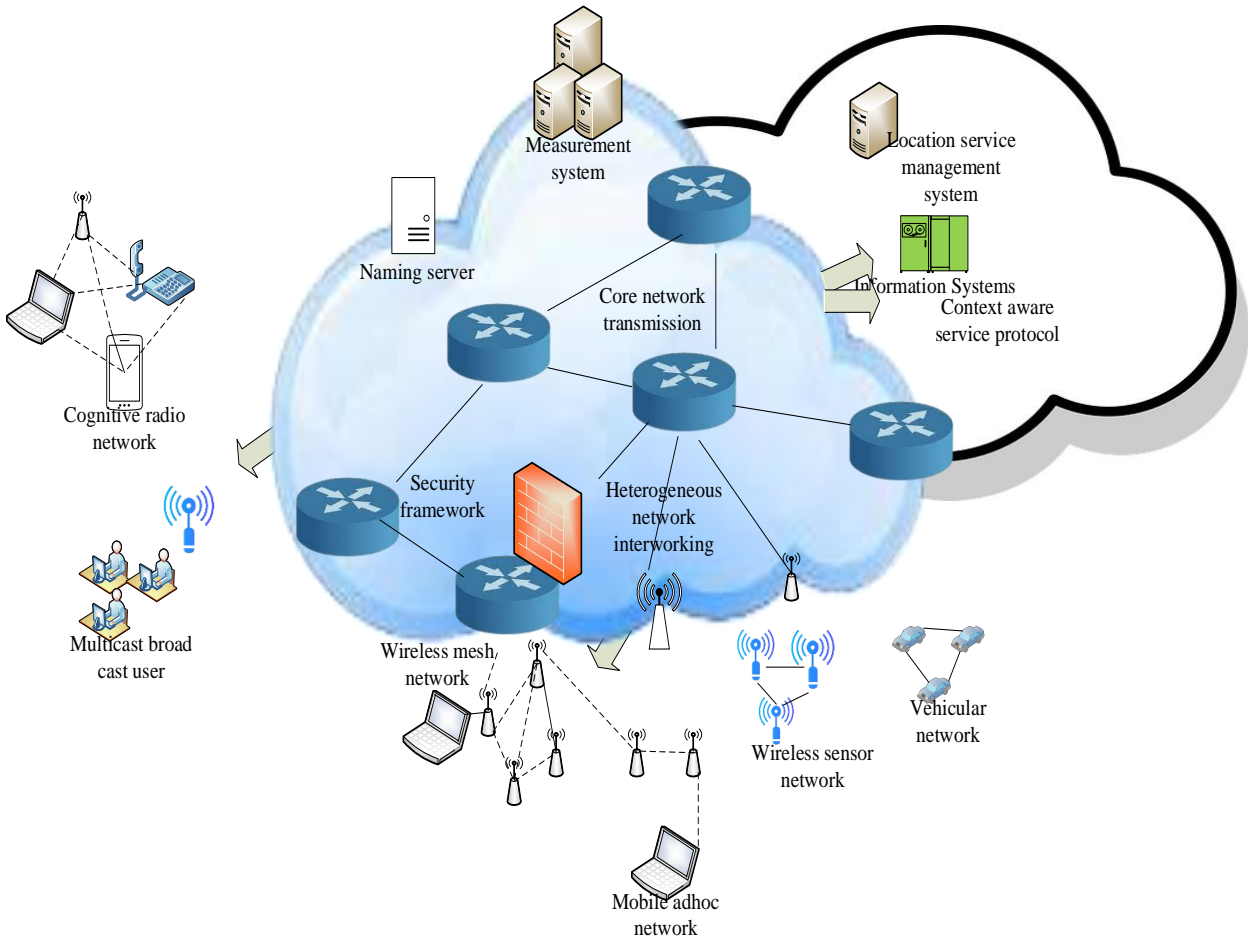 Measurement
system
Location service
management
system
Naming server
Information Systems
Core network
transmission
Context aware
service protocol
Cognitive radio
network
Security
framework
Heterogeneous
network
interworking
Multicast broad
cast user
Wireless mesh
network
Vehicular
network
Wireless sensor
network
Mobile adhoc
network